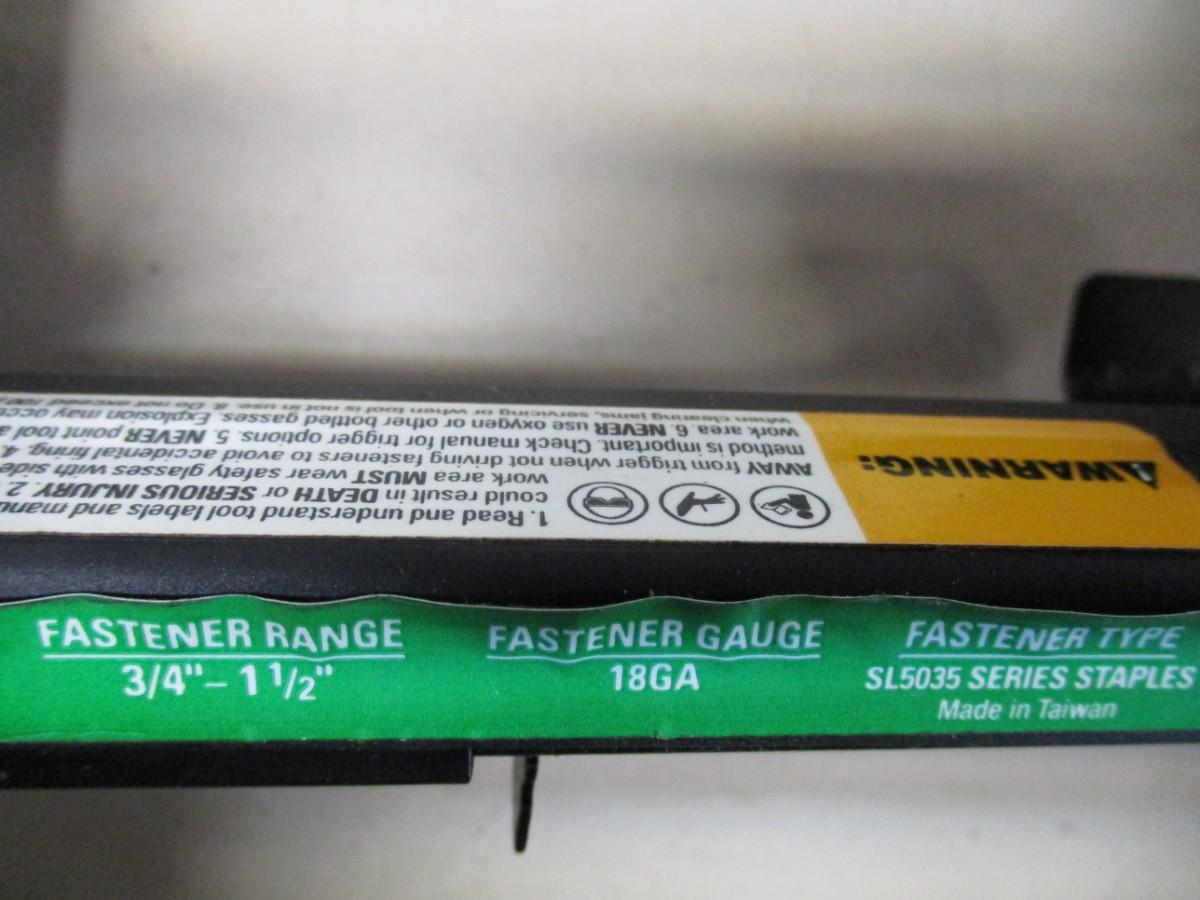 WARNING:
1. Read and understand tool labels and manu
could result in DEATH or SERIOUS INJURY. 2.
work area MUST wear safety glasses with side
AWAY from trigger when not driving fasteners to avoid accidental firing. 4.
method is important. Check manual for trigger options. 5. NEVER point tool a
work area. 6. NEVER use oxygen or other bottled gasses. Explosion may occu
when clearing jams, servicing or when tool is not in use. 8. Do not exceed 100
FASTENER RANGE
3/4"– 1 1/2"
FASTENER GAUGE
18GA
FASTENER TYPE
SL5035 SERIES STAPLES
Made in Taiwan